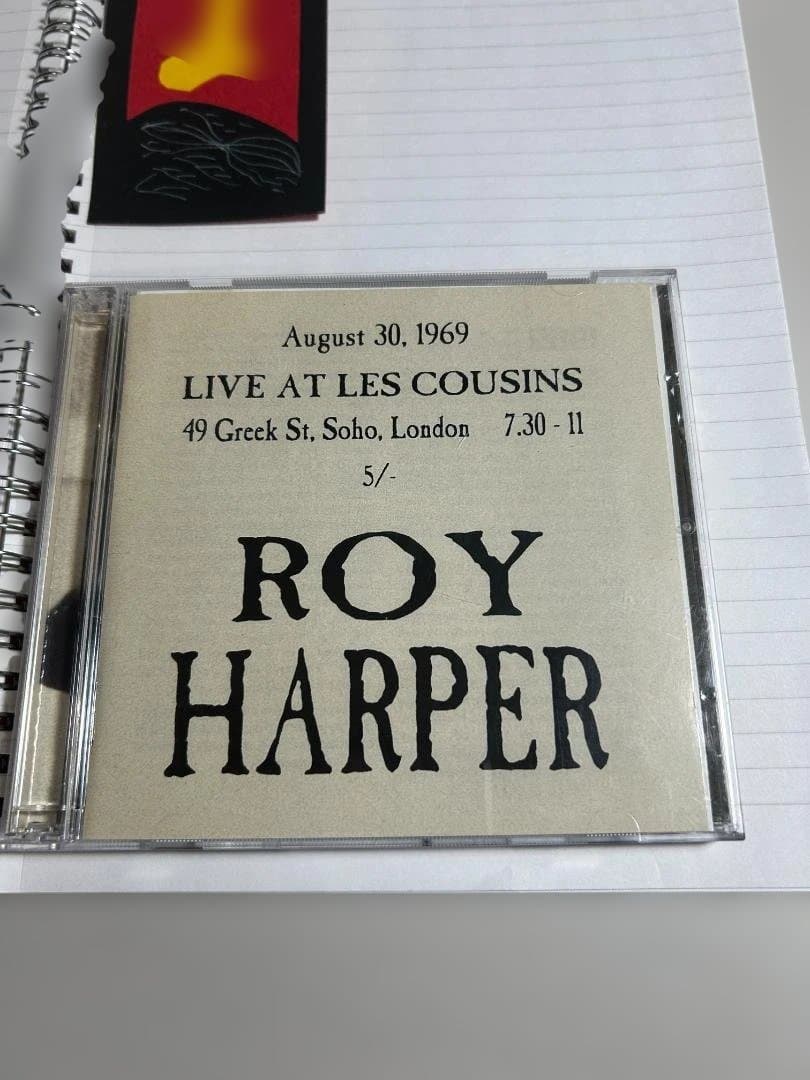 August 30, 1969
LIVE AT LES COUSINS
49 Greek St, Soho, London 7.30 - 11
5/-
ROY
HARPER